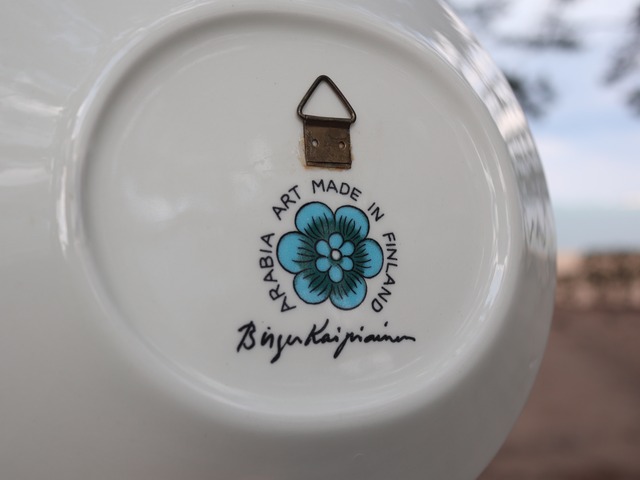 ARABIA ART MADE IN FINLAND
Birger Kaipiainen